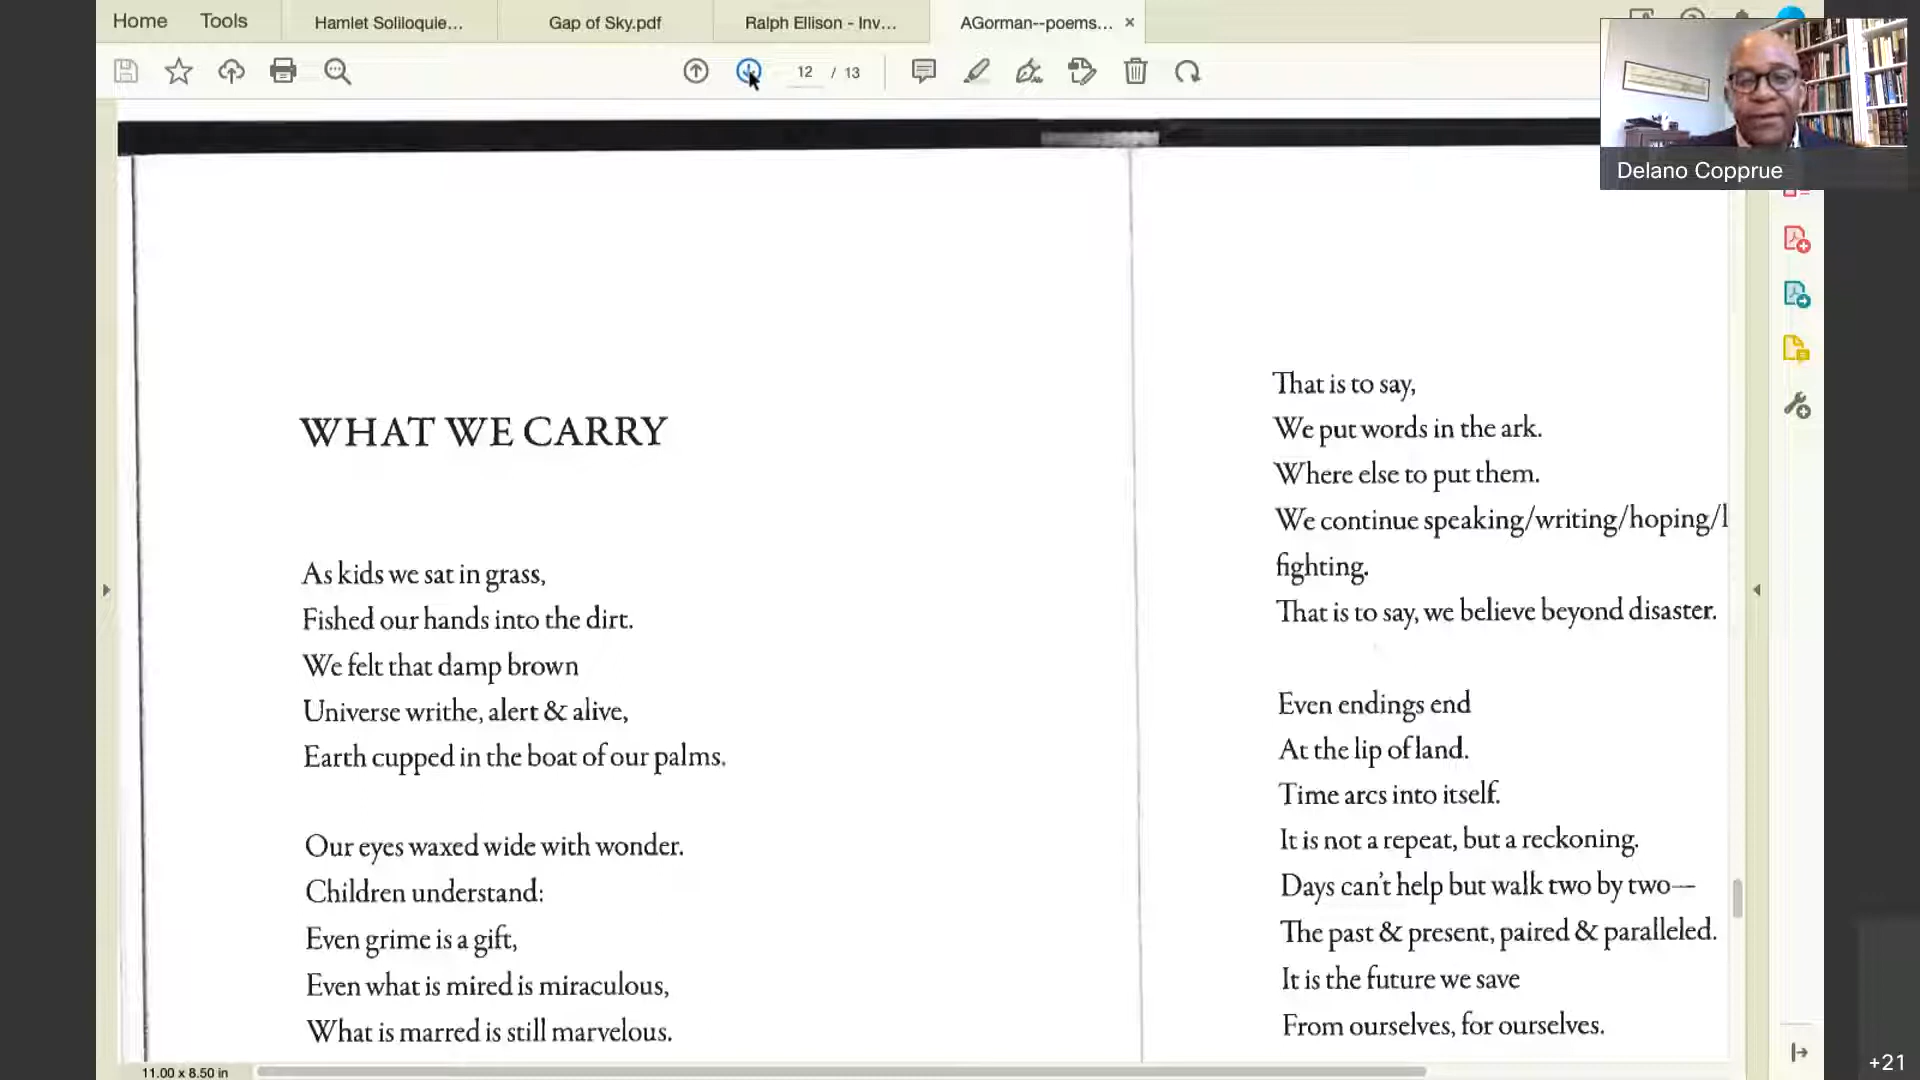 Home Tools Hamlet Soliloquie... Gap of Sky.pdf Ralph Ellison - Inv... AGorman--poems... ×
12 / 13
Delano Copprue
WHAT WE CARRY
As kids we sat in grass,
Fished our hands into the dirt.
We felt that damp brown
Universe writhe, alert & alive,
Earth cupped in the boat of our palms.
Our eyes waxed wide with wonder.
Children understand:
Even grime is a gift,
Even what is mired is miraculous,
What is marred is still marvelous.
That is to say,
We put words in the ark.
Where else to put them.
We continue speaking/writing/hoping/l
fighting.
That is to say, we believe beyond disaster.
Even endings end
At the lip of land.
Time arcs into itself.
It is not a repeat, but a reckoning.
Days can't help but walk two by two—
The past & present, paired & paralleled.
It is the future we save
From ourselves, for ourselves.
11.00 x 8.50 in
+21